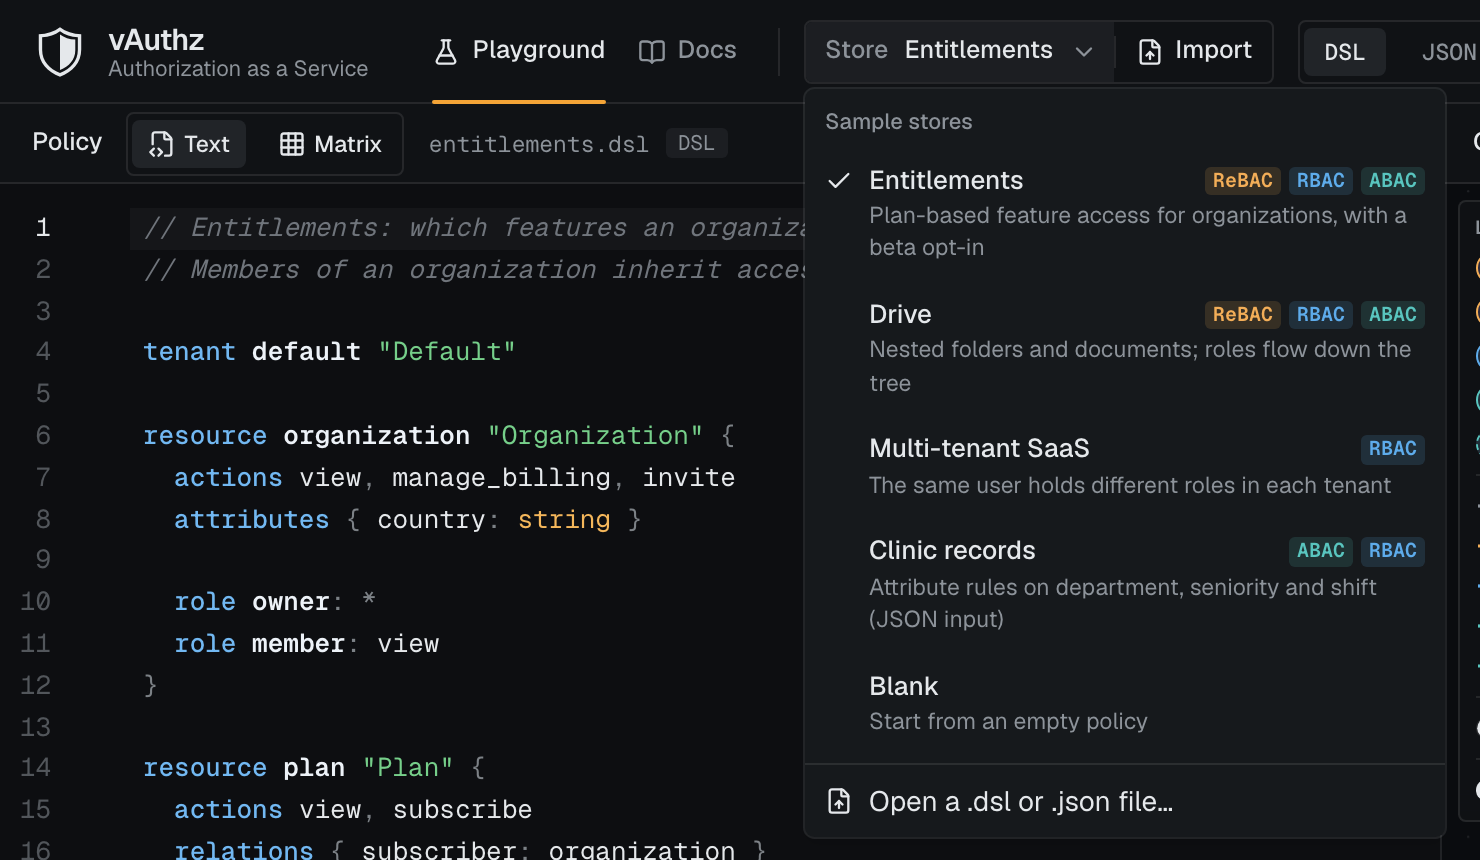 vAuthz
Authorization as a Service
Playground
Docs
Store Entitlements
Import
DSL
JSON
Policy
Text
Matrix
entitlements.dsl
DSL
1 // Entitlements: which features an organiz
2 // Members of an organization inherit acces
3
4 tenant default "Default"
5
6 resource organization "Organization" {
7 actions view, manage_billing, invite
8 attributes { country: string }
9
10 role owner: *
11 role member: view
12 }
13
14 resource plan "Plan" {
15 actions view, subscribe
16 relations { subscriber: organization }
Sample stores
Entitlements ReBAC RBAC ABAC
Plan-based feature access for organizations, with a
beta opt-in
Drive ReBAC RBAC ABAC
Nested folders and documents; roles flow down the
tree
Multi-tenant SaaS RBAC
The same user holds different roles in each tenant
Clinic records ABAC RBAC
Attribute rules on department, seniority and shift
(JSON input)
Blank
Start from an empty policy
Open a .dsl or .json file...